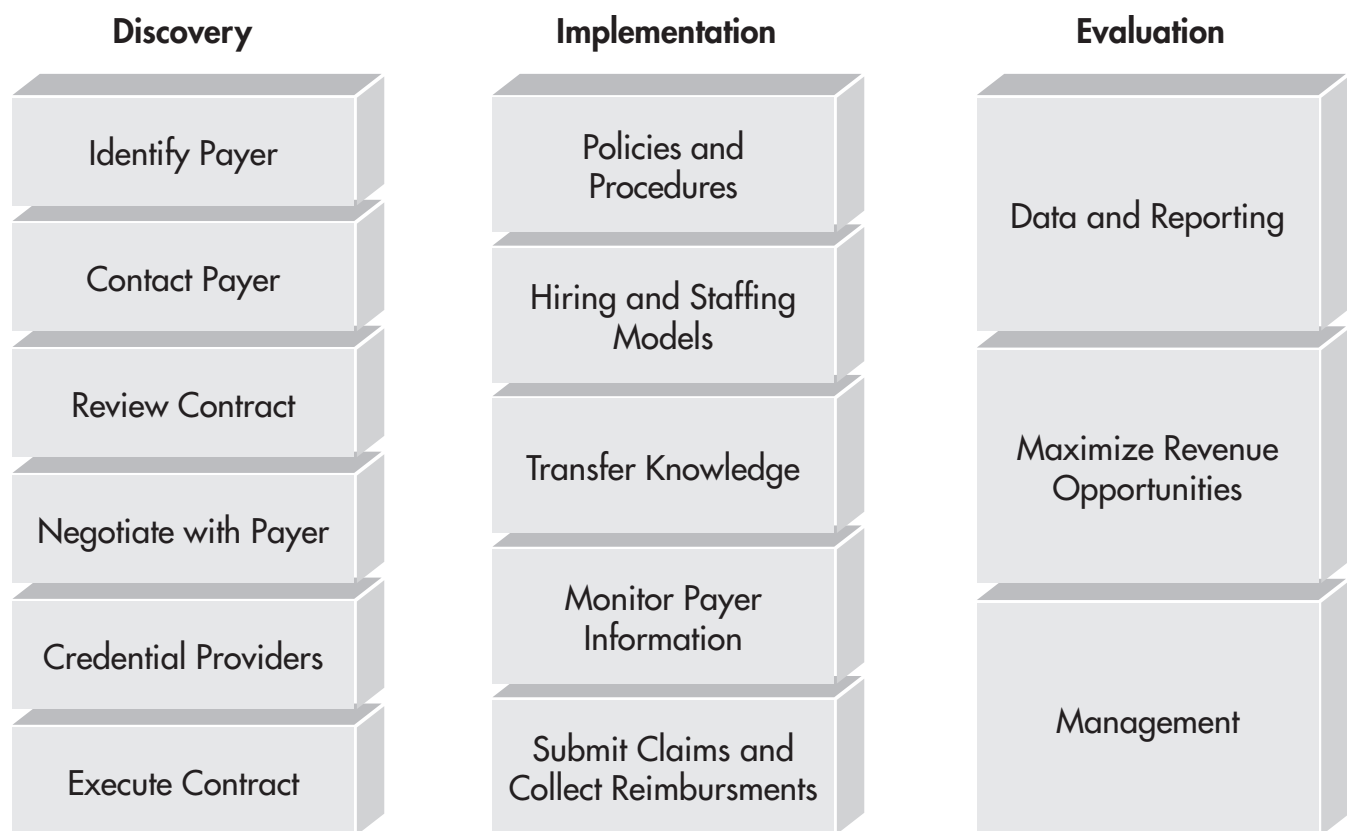 Discovery
Identify Payer
Contact Payer
Review Contract
Negotiate with Payer
Credential Providers
Execute Contract
Implementation
Policies and
Procedures
Hiring and Staffing
Models
Transfer Knowledge
Monitor Payer
Information
Submit Claims and
Collect Reimbursments
Evaluation
Data and Reporting
Maximize Revenue
Opportunities
Management